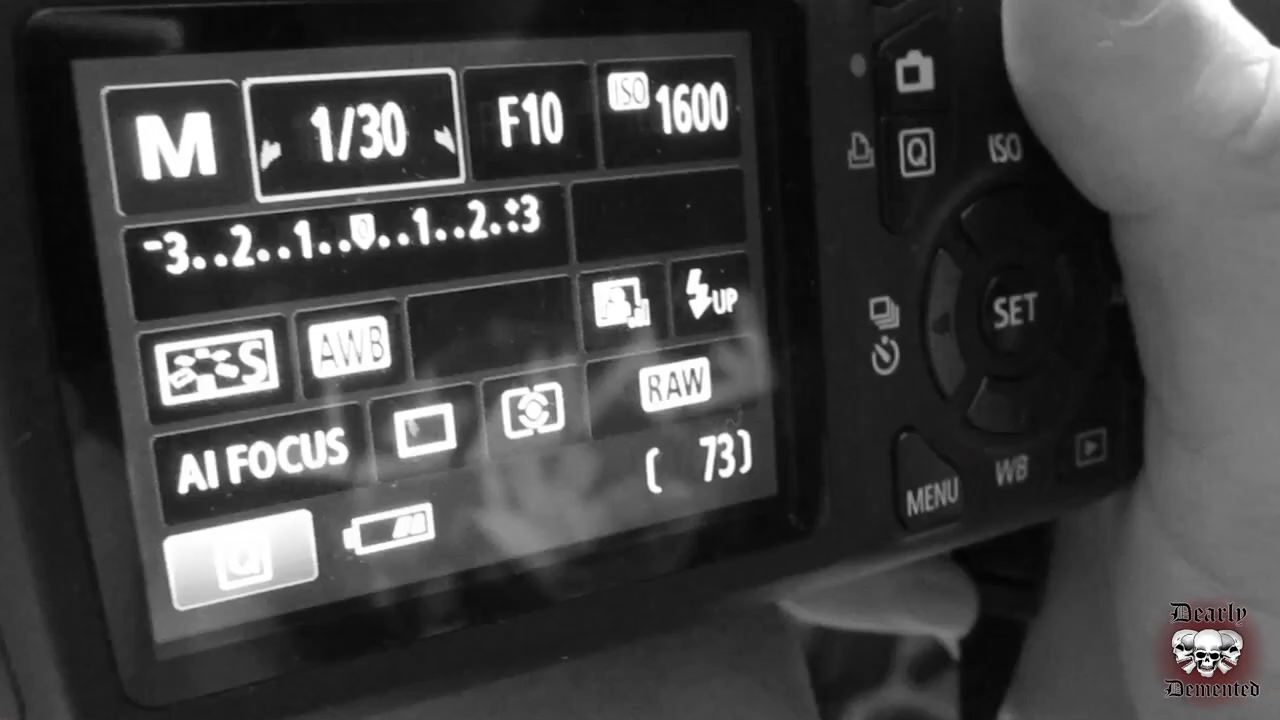 M 1/30 F10 ISO 1600
-3..2..1..0..1..2.:+3
S AWB UP
AI FOCUS RAW
( 73)
Q
Q ISO
SET
MENU WB
Dearly
Demented